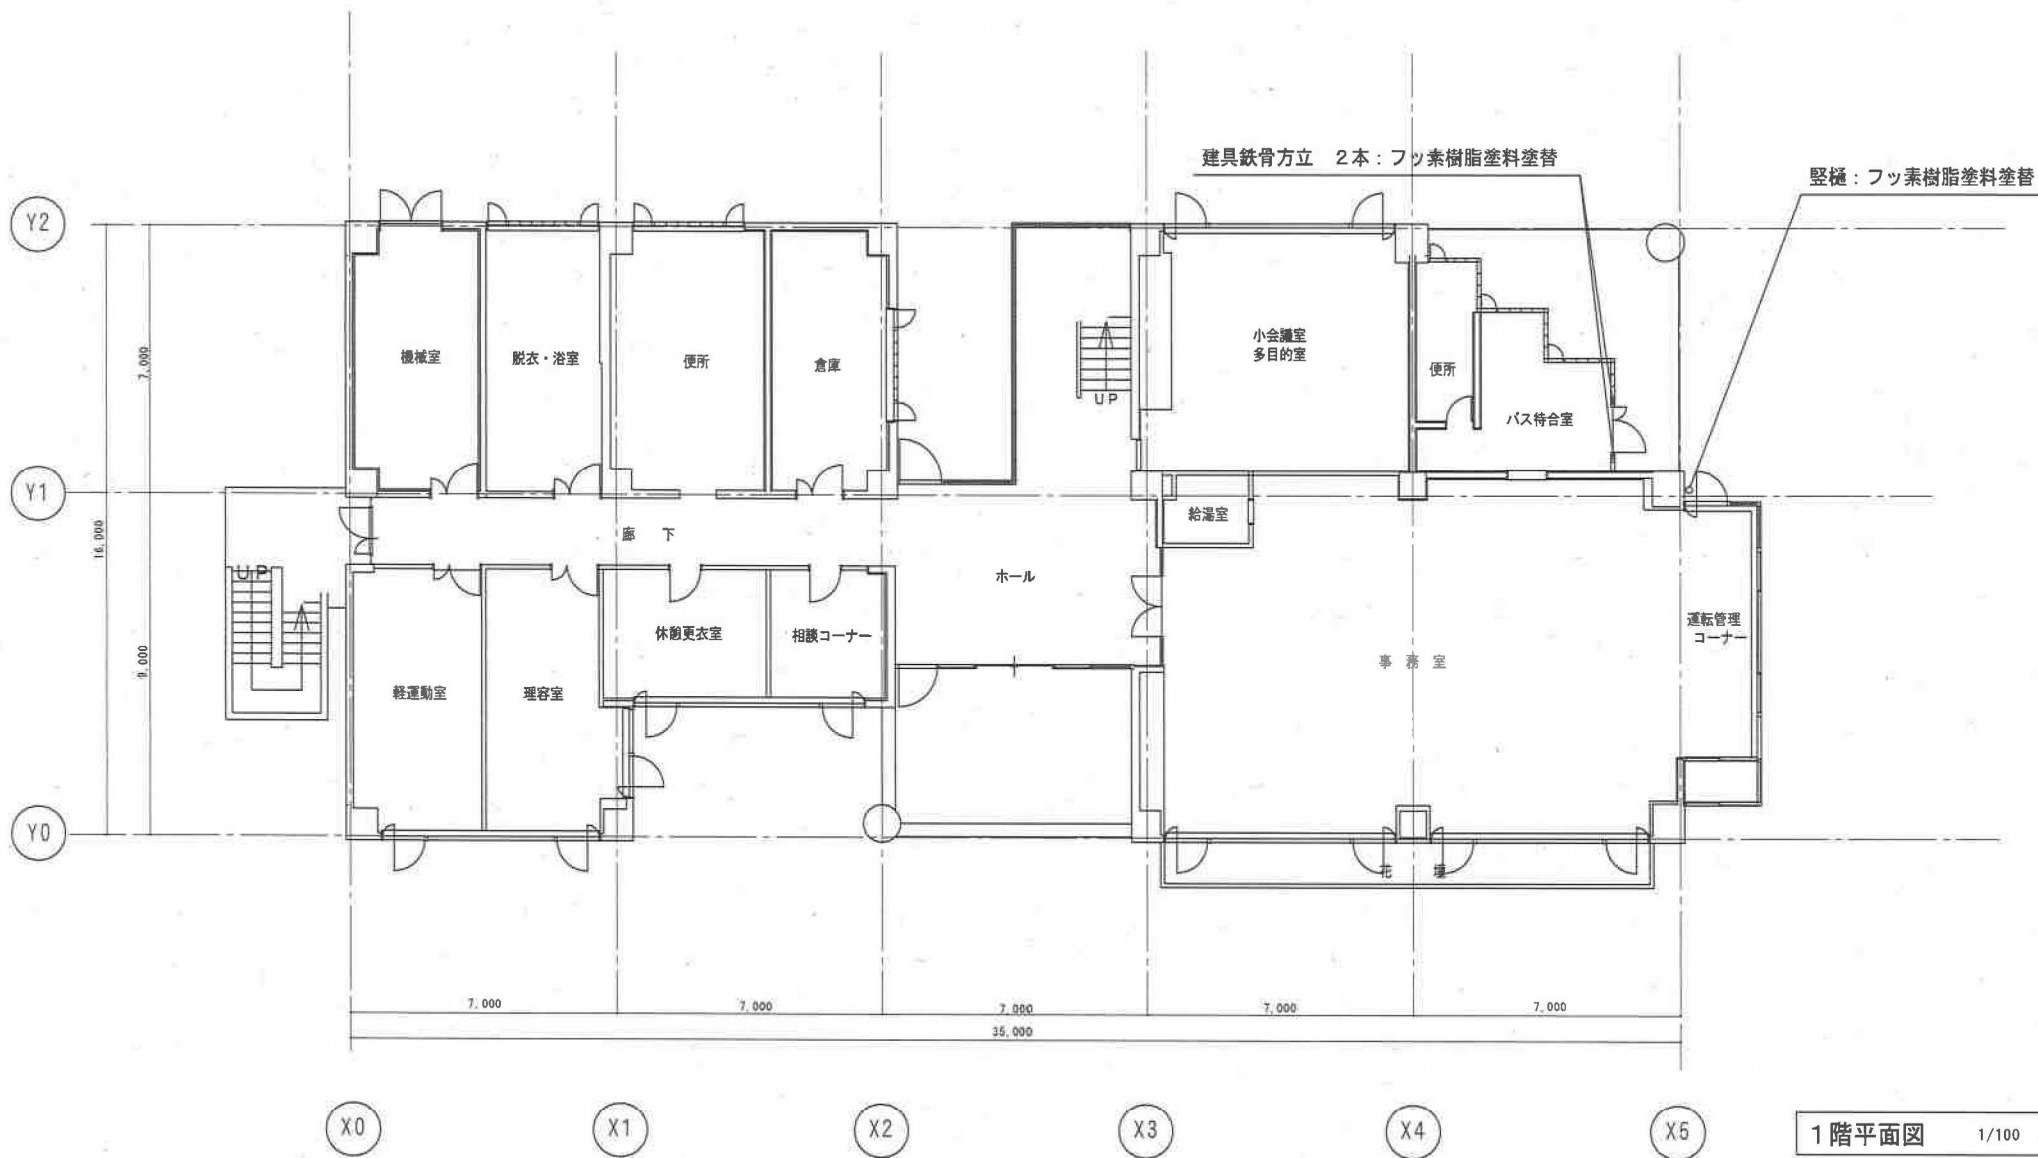 建具鉄骨方立　2本：フッ素樹脂塗料塗替
竪樋：フッ素樹脂塗料塗替
Y2
機械室
脱衣・浴室
便所
倉庫
UP
小会議室
多目的室
便所
バス待合室
7,000
Y1
16,000
給湯室
廊　下
ホール
UP
休憩更衣室
相談コーナー
運転管理
コーナー
事　務　室
9,000
軽運動室
理容室
Y0
花　壇
7,000
7,000
7,000
7,000
7,000
35,000
X0
X1
X2
X3
X4
X5
1階平面図　1/100